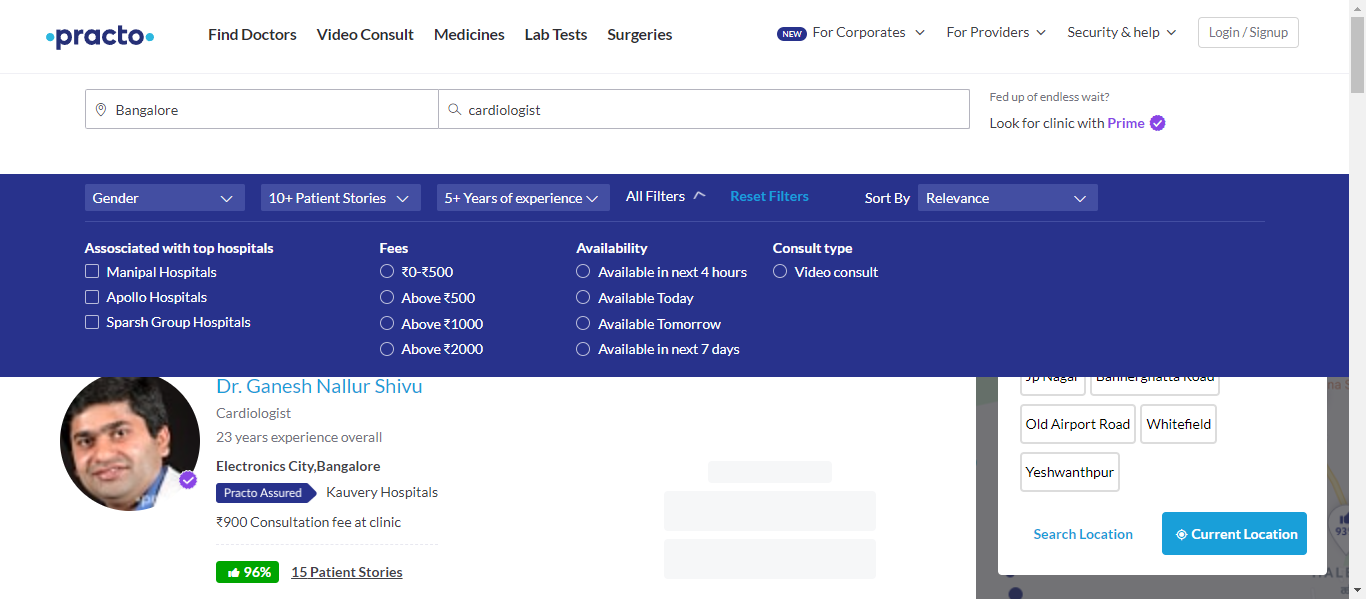 practo
Find Doctors
Video Consult
Medicines
Lab Tests
Surgeries
NEW For Corporates
For Providers
Security & help
Login / Signup
Bangalore
cardiologist
Fed up of endless wait?
Look for clinic with Prime
Gender
10+ Patient Stories
5+ Years of experience
All Filters
Reset Filters
Sort By
Relevance
Assosciated with top hospitals
Manipal Hospitals
Apollo Hospitals
Sparsh Group Hospitals
Fees
₹0-₹500
Above ₹500
Above ₹1000
Above ₹2000
Availability
Available in next 4 hours
Available Today
Available Tomorrow
Available in next 7 days
Consult type
Video consult
Dr. Ganesh Nallur Shivu
Cardiologist
23 years experience overall
Electronics City,Bangalore
Practo Assured Kauvery Hospitals
₹900 Consultation fee at clinic
96% 15 Patient Stories
Jp Nagar
Bannerghatta Road
Old Airport Road
Whitefield
Yeshwanthpur
Search Location
Current Location